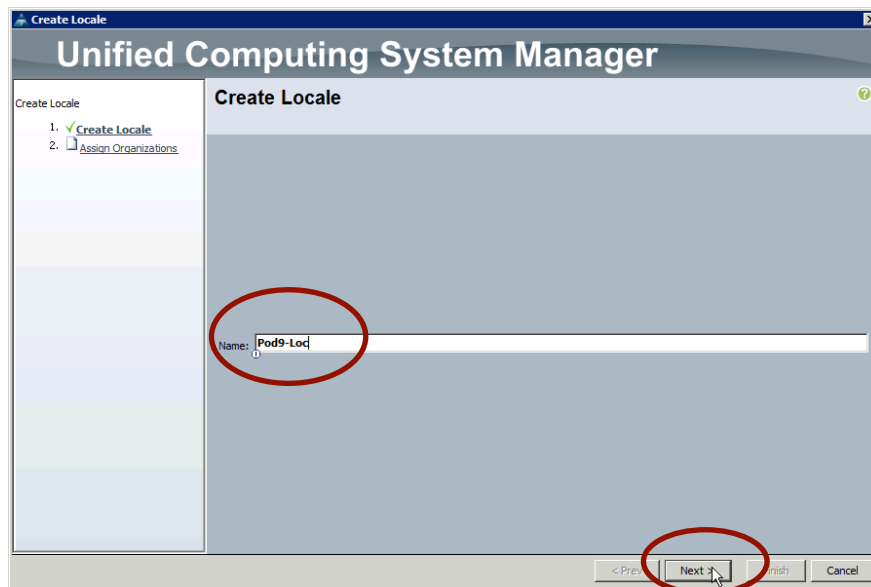 Create Locale
Unified Computing System Manager
Create Locale
1. Create Locale
2. Assign Organizations
Create Locale
Name: Pod9-Loc
< Prev Next > Finish Cancel